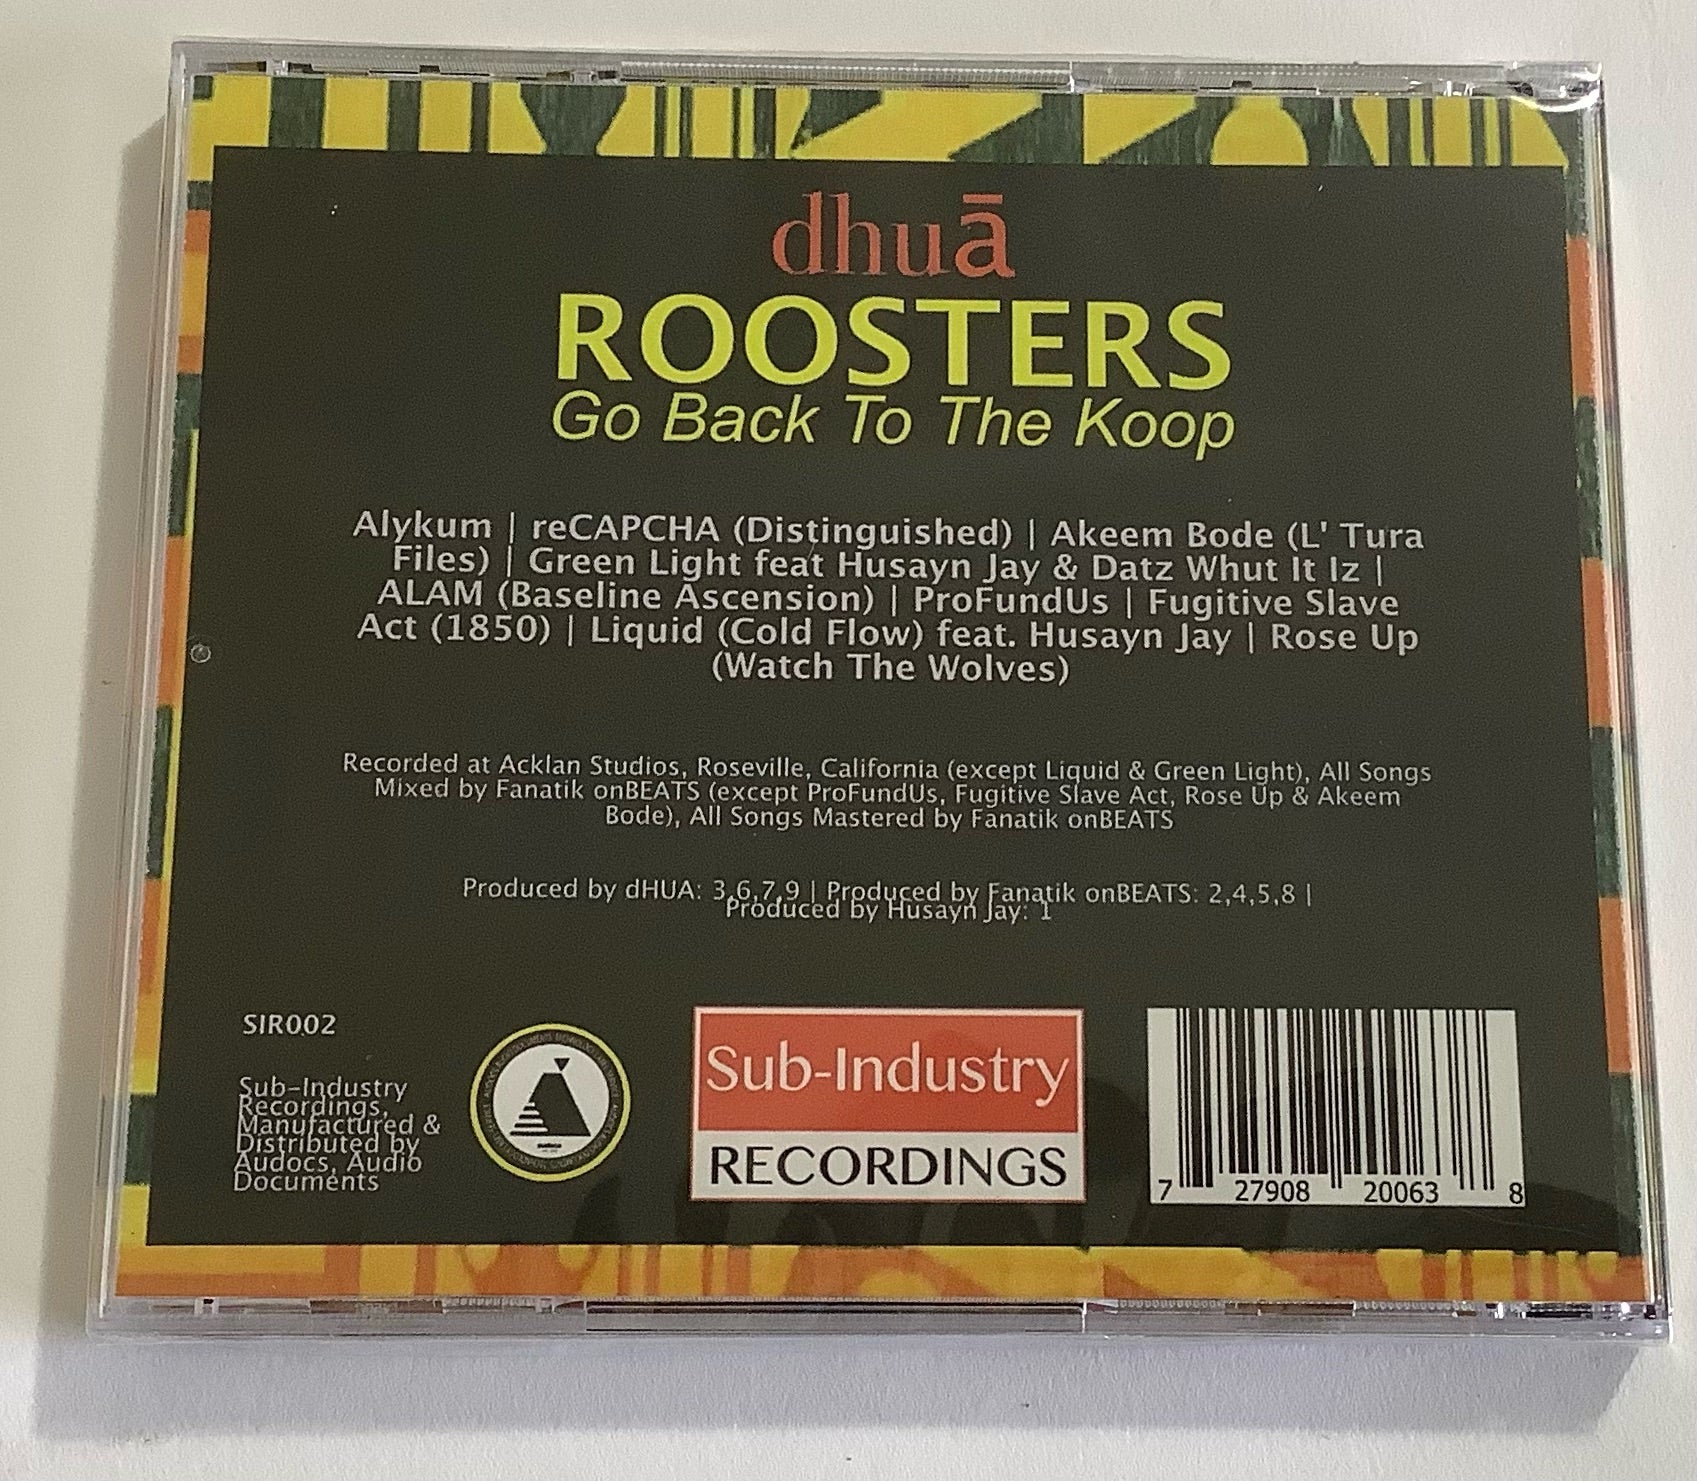 dhuā
ROOSTERS
Go Back To The Koop
Alykum | reCAPCHA (Distinguished) | Akeem Bode (L' Tura
Files) | Green Light feat Husayn Jay & Datz Whut It Iz |
ALAM (Baseline Ascension) | ProFundUs | Fugitive Slave
Act (1850) | Liquid (Cold Flow) feat. Husayn Jay | Rose Up
(Watch The Wolves)
Recorded at Acklan Studios, Roseville, California (except Liquid & Green Light), All Songs
Mixed by Fanatik onBEATS (except ProFundUs, Fugitive Slave Act, Rose Up & Akeem
Bode), All Songs Mastered by Fanatik onBEATS
Produced by dHUA: 3,6,7,9 | Produced by Fanatik onBEATS: 2,4,5,8 |
Produced by Husayn Jay: 1
SIR002
Sub-Industry
Recordings,
Manufactured &
Distributed by
Audocs, Audio
Documents
Sub-Industry
RECORDINGS
7 27908 20063 8